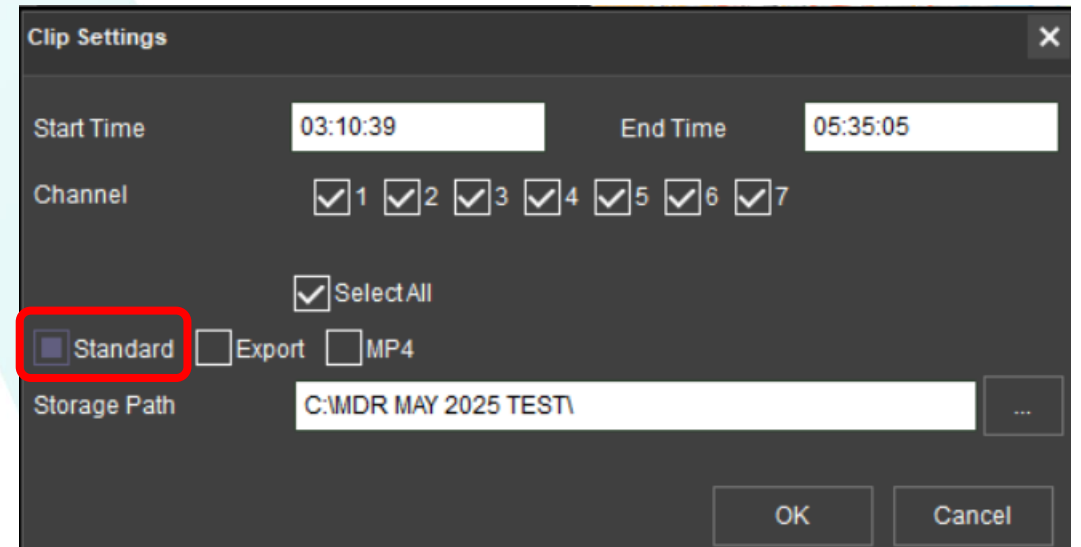 Clip Settings
Start Time 03:10:39 End Time 05:35:05
Channel 1 2 3 4 5 6 7
Select All
Standard Export MP4
Storage Path C:\MDR MAY 2025 TEST\ ...
OK Cancel